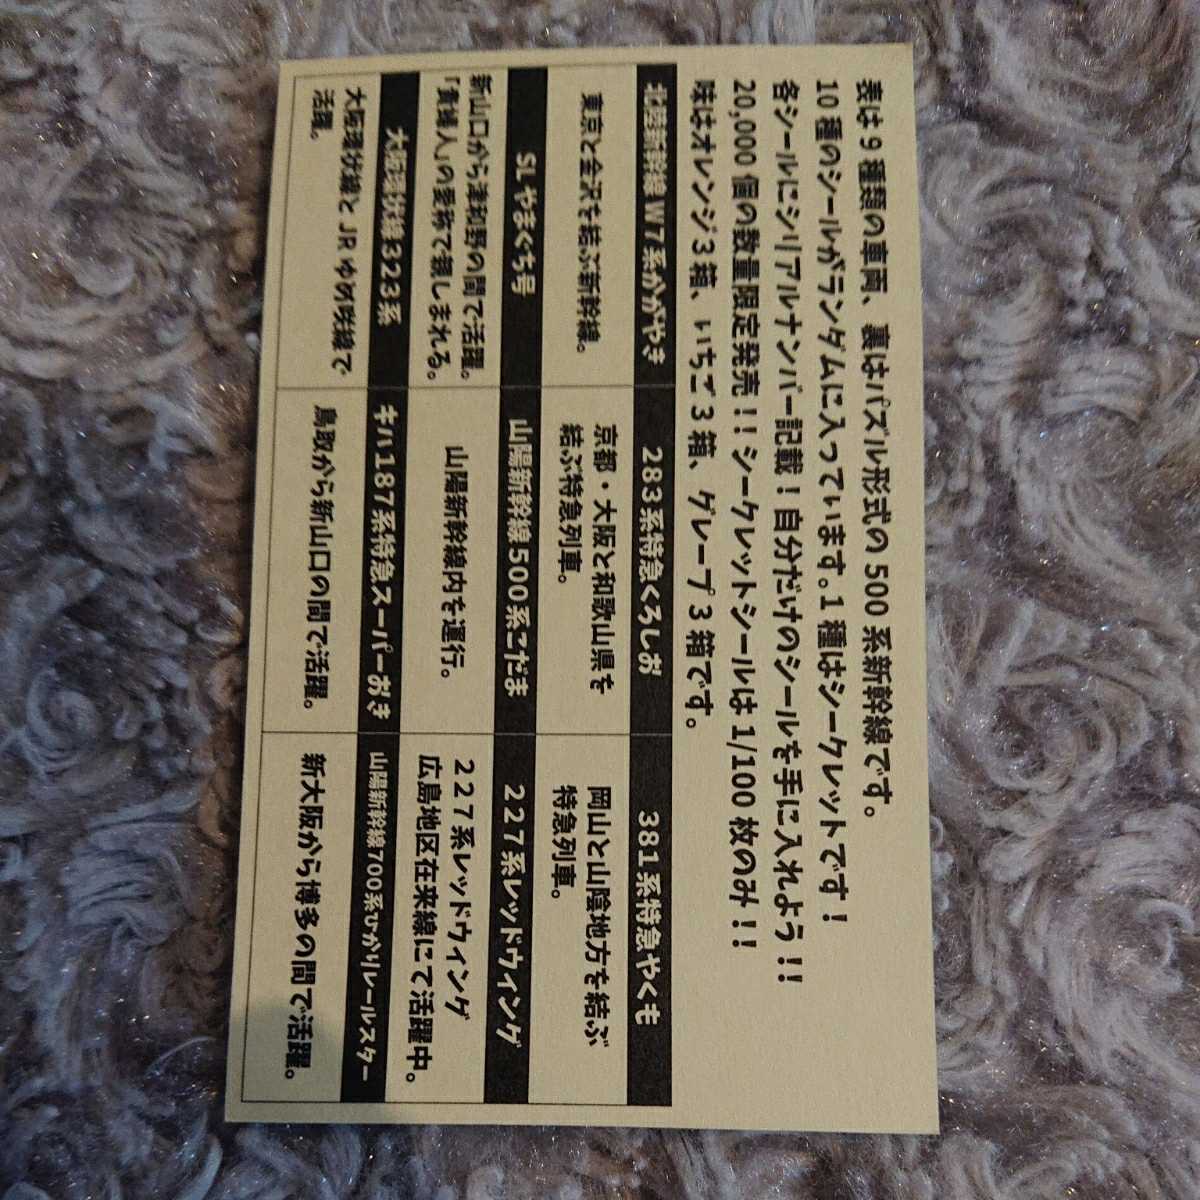 表は9種類の車両、裏はパズル形式の500系新幹線です。
10種のシールがランダムに入っています。1種はシークレットです！
各シールにシリアルナンバー記載！自分だけのシールを手に入れよう！！
20,000個の数量限定発売！！シークレットシールは1/100枚のみ！！
味はオレンジ3箱、いちご3箱、グレープ3箱です。
北陸新幹線W7系かがやき
東京と金沢を結ぶ新幹線。
283系特急くろしお
京都・大阪と和歌山県を
結ぶ特急列車。
381系特急やくも
岡山と山陰地方を結ぶ
特急列車。
SLやまぐち号
新山口から津和野の間で活躍。
「貴婦人」の愛称で親しまれる。
山陽新幹線500系こだま
山陽新幹線内を運行。
227系レッドウィング
227系レッドウィング
広島地区在来線にて活躍中。
大阪環状線323系
大阪環状線とJRゆめ咲線で
活躍。
キハ187系特急スーパーおき
鳥取から新山口の間で活躍。
山陽新幹線700系ひかりレールスター
新大阪から博多の間で活躍。